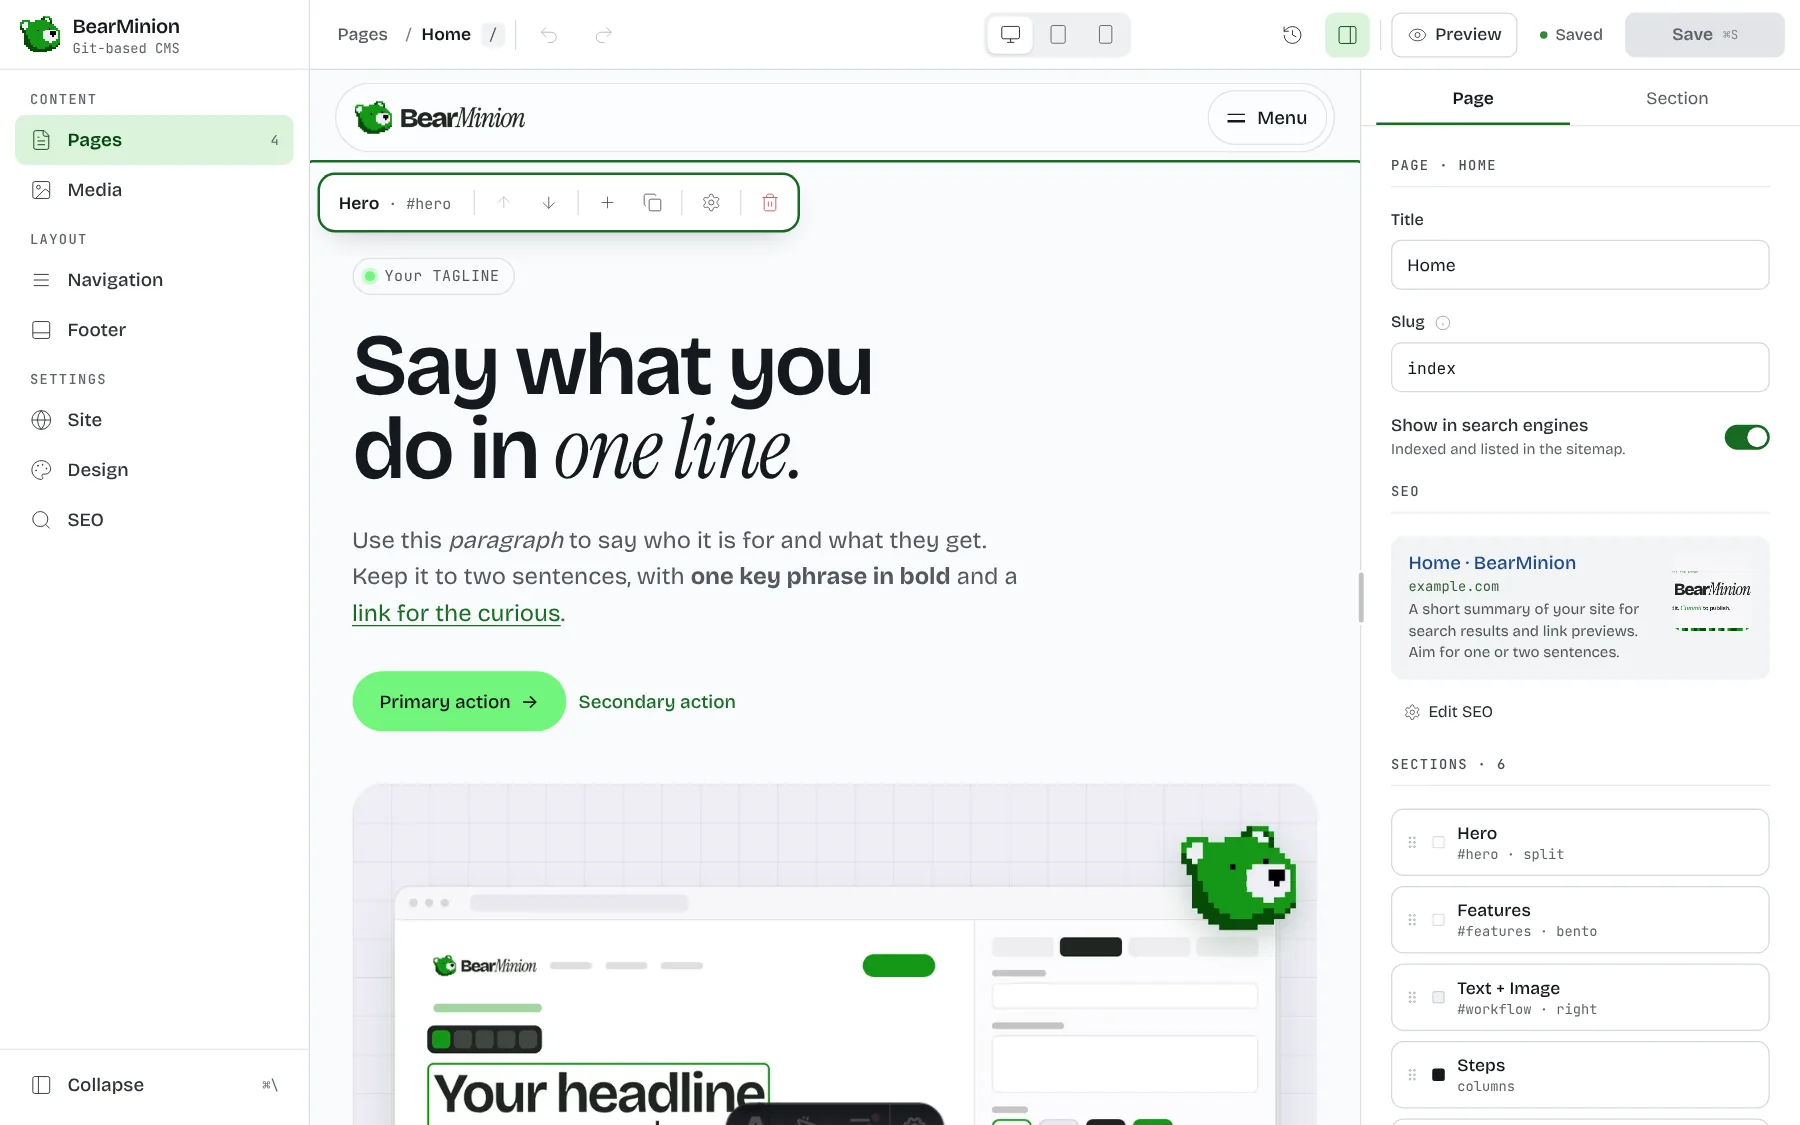 BearMinion
Git-based CMS
CONTENT
Pages 4
Media
LAYOUT
Navigation
Footer
SETTINGS
Site
Design
SEO
Collapse ⌘\
Pages / Home /
Preview
Saved
Save ⌘S
BearMinion
Menu
Hero · #hero
Your TAGLINE
Say what you
do in one line.
Use this paragraph to say who it is for and what they get.
Keep it to two sentences, with one key phrase in bold and a
link for the curious.
Primary action →
Secondary action
BearMinion
Your headline
Page
Section
PAGE · HOME
Title
Home
Slug
index
Show in search engines
Indexed and listed in the sitemap.
SEO
Home · BearMinion
example.com
A short summary of your site for
search results and link previews.
Aim for one or two sentences.
BearMinion
Commit to publish.
Edit SEO
SECTIONS · 6
Hero
#hero · split
Features
#features · bento
Text + Image
#workflow · right
Steps
columns